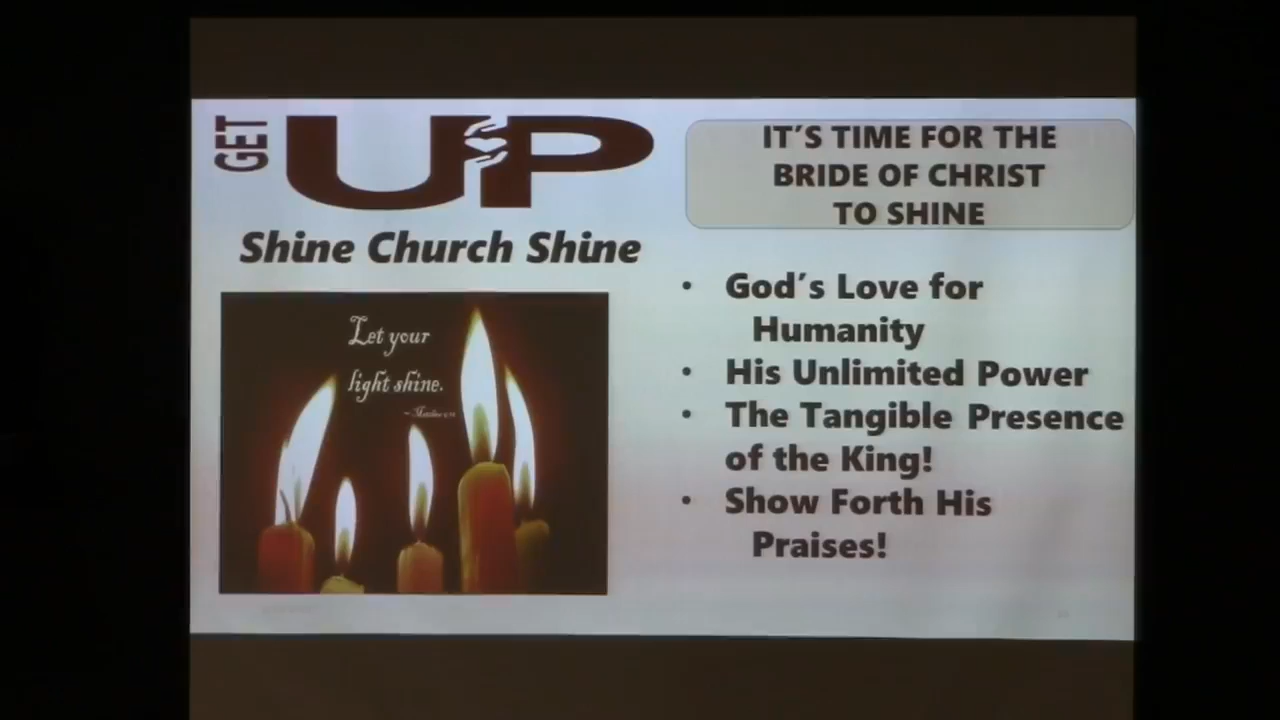 GET
UP
Shine Church Shine
Let your
light shine.
IT'S TIME FOR THE
BRIDE OF CHRIST
TO SHINE
• God's Love for
Humanity
• His Unlimited Power
• The Tangible Presence
of the King!
• Show Forth His
Praises!